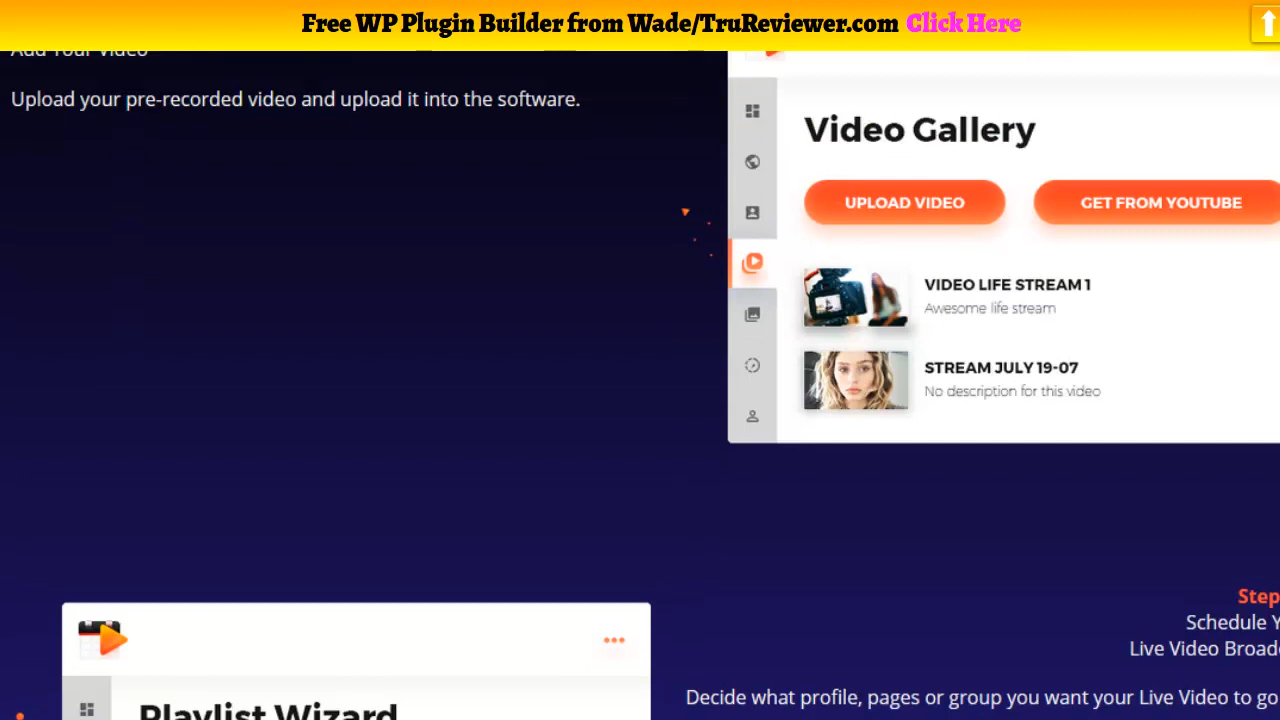 Free WP Plugin Builder from Wade/TruReviewer.com Click Here
Add Your Video
Upload your pre-recorded video and upload it into the software.
Video Gallery
UPLOAD VIDEO
GET FROM YOUTUBE
VIDEO LIFE STREAM 1
Awesome life stream
STREAM JULY 19-07
No description for this video
Step
Schedule Y
Live Video Broad
Decide what profile, pages or group you want your Live Video to go
Playlist Wizard